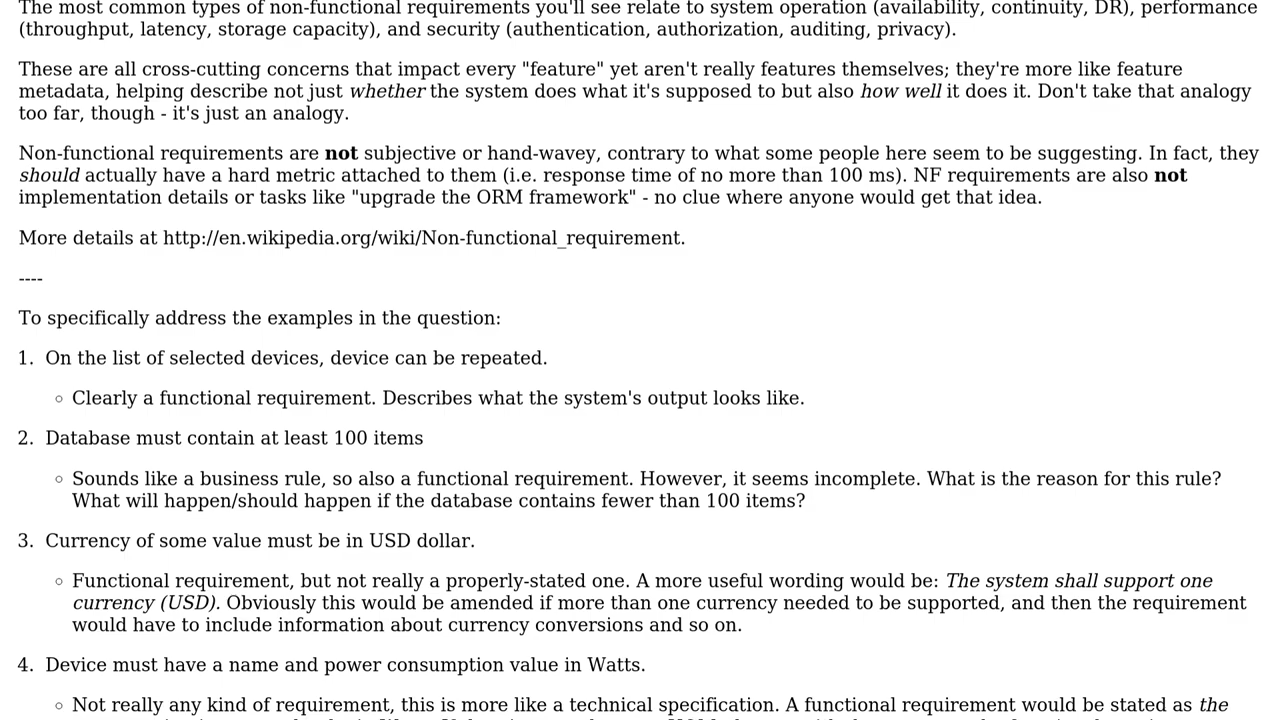 The most common types of non-functional requirements you'll see relate to system operation (availability, continuity, DR), performance
(throughput, latency, storage capacity), and security (authentication, authorization, auditing, privacy).
These are all cross-cutting concerns that impact every "feature" yet aren't really features themselves; they're more like feature
metadata, helping describe not just whether the system does what it's supposed to but also how well it does it. Don't take that analogy
too far, though - it's just an analogy.
Non-functional requirements are not subjective or hand-wavey, contrary to what some people here seem to be suggesting. In fact, they
should actually have a hard metric attached to them (i.e. response time of no more than 100 ms). NF requirements are also not
implementation details or tasks like "upgrade the ORM framework" - no clue where anyone would get that idea.
More details at http://en.wikipedia.org/wiki/Non-functional_requirement.
----
To specifically address the examples in the question:
1. On the list of selected devices, device can be repeated.
◦ Clearly a functional requirement. Describes what the system's output looks like.
2. Database must contain at least 100 items
◦ Sounds like a business rule, so also a functional requirement. However, it seems incomplete. What is the reason for this rule?
What will happen/should happen if the database contains fewer than 100 items?
3. Currency of some value must be in USD dollar.
◦ Functional requirement, but not really a properly-stated one. A more useful wording would be: The system shall support one
currency (USD). Obviously this would be amended if more than one currency needed to be supported, and then the requirement
would have to include information about currency conversions and so on.
4. Device must have a name and power consumption value in Watts.
◦ Not really any kind of requirement, this is more like a technical specification. A functional requirement would be stated as the